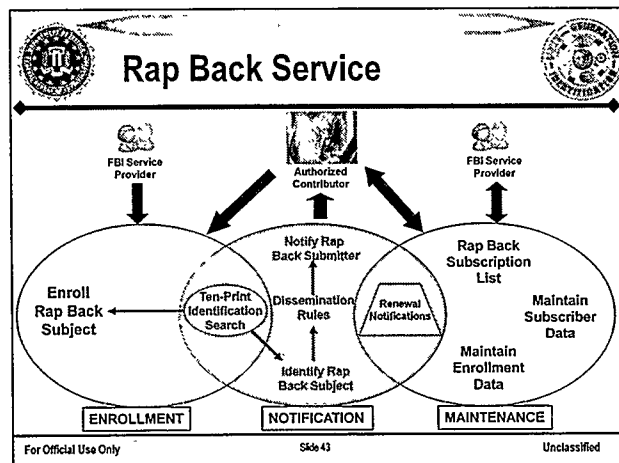 Rap Back Service
FBI Service
Provider
Authorized
Contributor
FBI Service
Provider
Enroll
Rap Back
Subject
Ten-Print
Identification
Search
Notify Rap
Back Submitter
Dissemination
Rules
Identify Rap
Back Subject
Renewal
Notifications
Rap Back
Subscription
List
Maintain
Subscriber
Data
Maintain
Enrollment
Data
ENROLLMENT
NOTIFICATION
MAINTENANCE
For Official Use Only
Slide 43
Unclassified